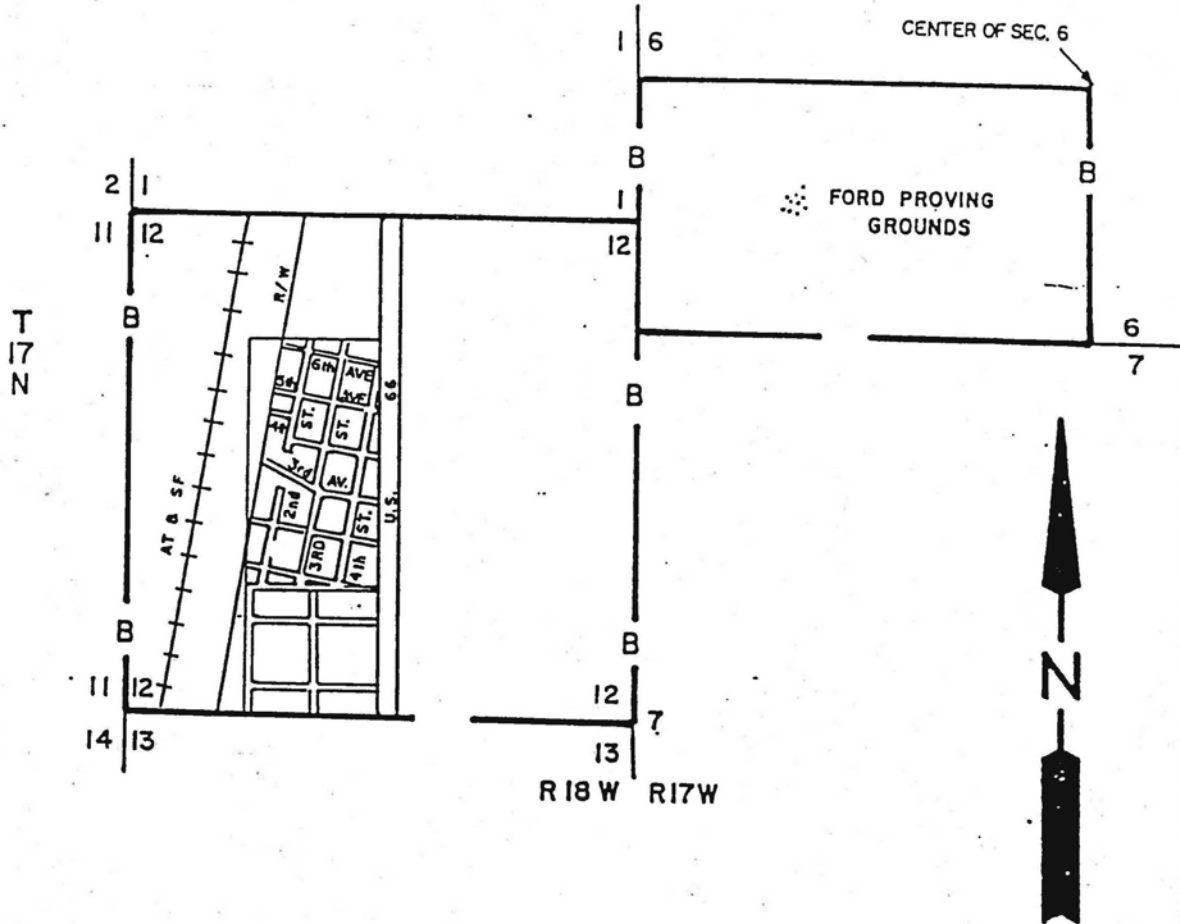 CENTER OF SEC. 6
1 6
B
B
2 1
1
FORD PROVING
GROUNDS
11 12
12
R/W
T
17
N
B
6
7
6th
AVE
5th
AVE
66
B
ST.
ST.
3rd
AV.
2nd
AT & SF
U.S.
ST.
3RD
4th
B
B
11 12
12
7
14 13
13
R 18 W R17W
N